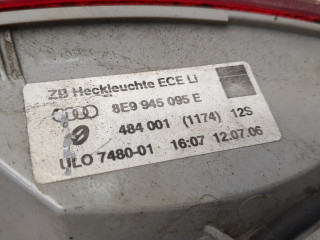 ZB Heckleuchte ECE LI
8E9 945 095 E
484 001 (1174) 12S
ULO 7480-01 16:07 12.07.06